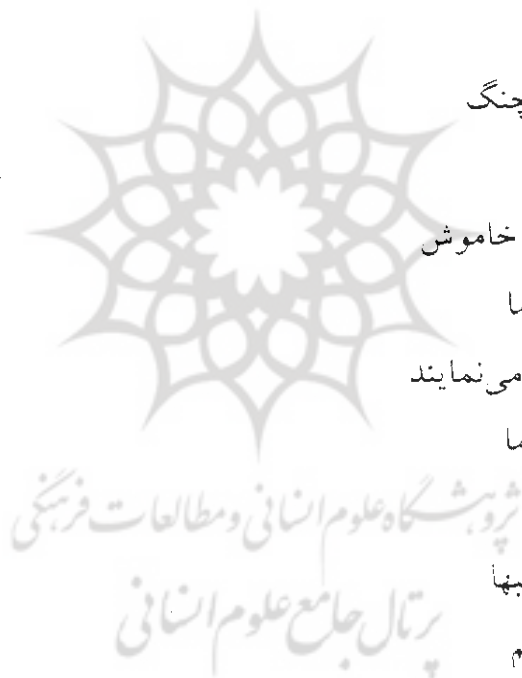 چنگ
خاموش
ما
می‌نمایند
ما
پژوهشگاه علوم انسانی و مطالعات فرهنگی
بها
پرتال جامع علوم انسانی
م